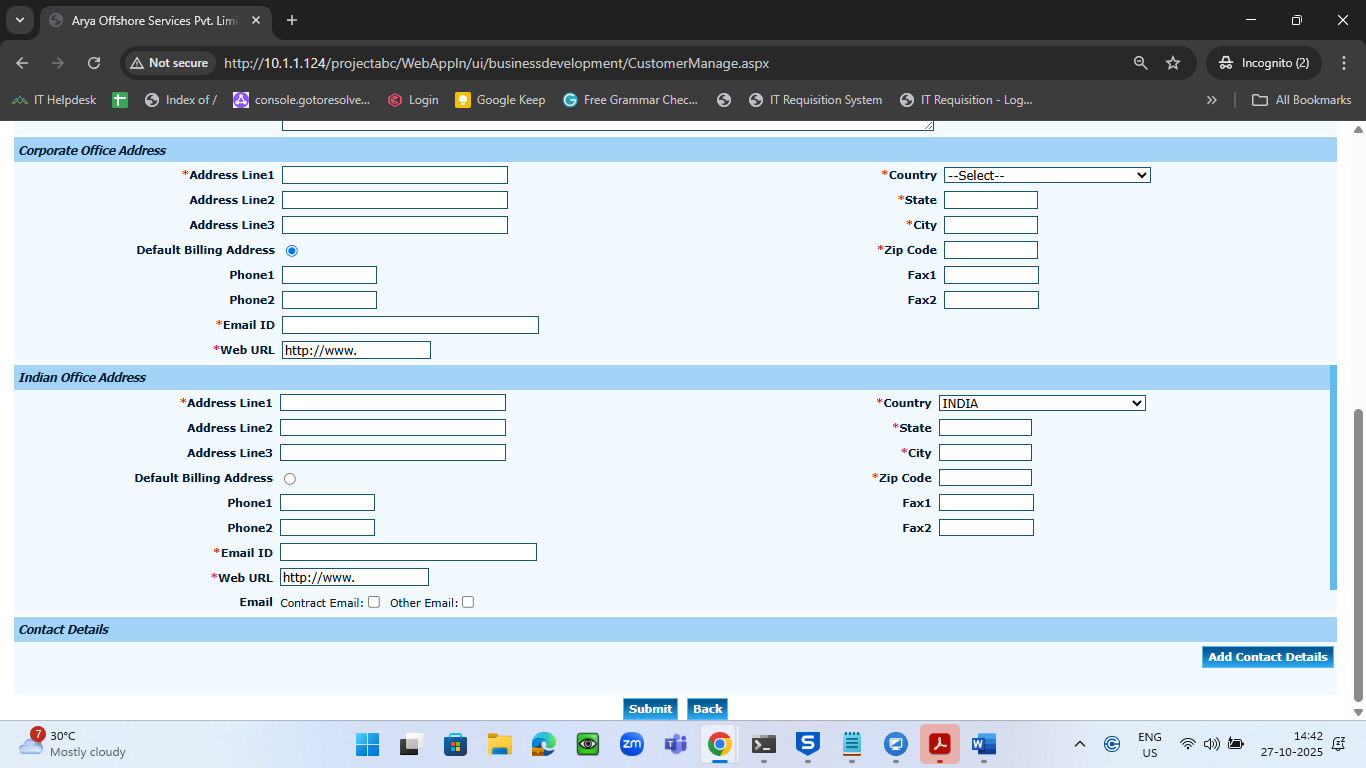 Arya Offshore Services Pvt. Limi
Not secure
http://10.1.1.124/projectabc/WebAppIn/ui/businessdevelopment/CustomerManage.aspx
Incognito (2)
IT Helpdesk
Index of /
console.gotoresolve...
Login
Google Keep
Free Grammar Chec...
IT Requisition System
IT Requisition - Log...
All Bookmarks
Corporate Office Address
*Address Line1
*Country --Select--
Address Line2
*State
Address Line3
*City
Default Billing Address
*Zip Code
Phone1
Fax1
Phone2
Fax2
*Email ID
*Web URL http://www.
Indian Office Address
*Address Line1
*Country INDIA
Address Line2
*State
Address Line3
*City
Default Billing Address
*Zip Code
Phone1
Fax1
Phone2
Fax2
*Email ID
*Web URL http://www.
Email Contract Email: Other Email:
Contact Details
Add Contact Details
Submit Back
7
30°C
Mostly cloudy
zm
ENG
US
14:42
27-10-2025